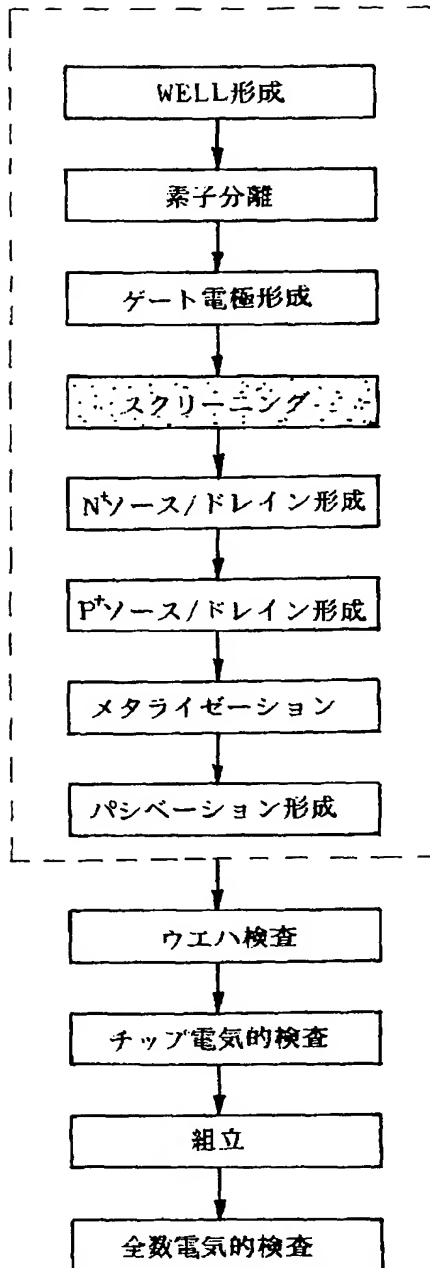 WELL形成
素子分離
ゲート電極形成
スクリーニング
N⁺ソース/ドレイン形成
P⁺ソース/ドレイン形成
メタライゼーション
パシベーション形成
ウエハ検査
チップ電気的検査
組立
全数電気的検査